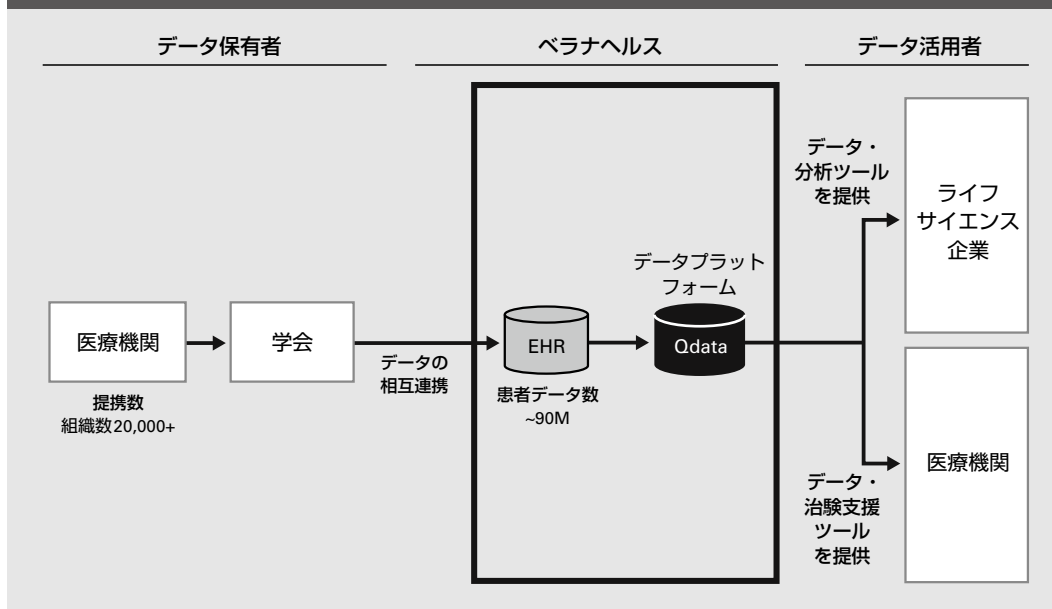 データ保有者
ベラナヘルス
データ活用者
医療機関
提携数
組織数20,000+
学会
データの
相互連携
EHR
患者データ数
~90M
データプラット
フォーム
Qdata
データ・
分析ツール
を提供
ライフ
サイエンス
企業
データ・
治験支援
ツール
を提供
医療機関